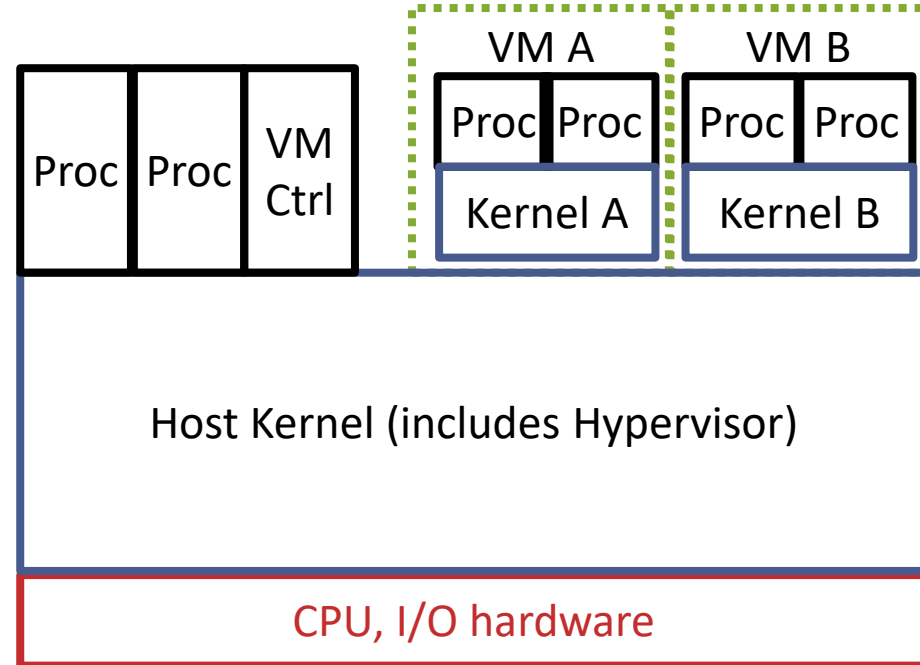 Proc
Proc
VM
Ctrl
VM A
Proc
Proc
Kernel A
VM B
Proc
Proc
Kernel B
Host Kernel (includes Hypervisor)
CPU, I/O hardware